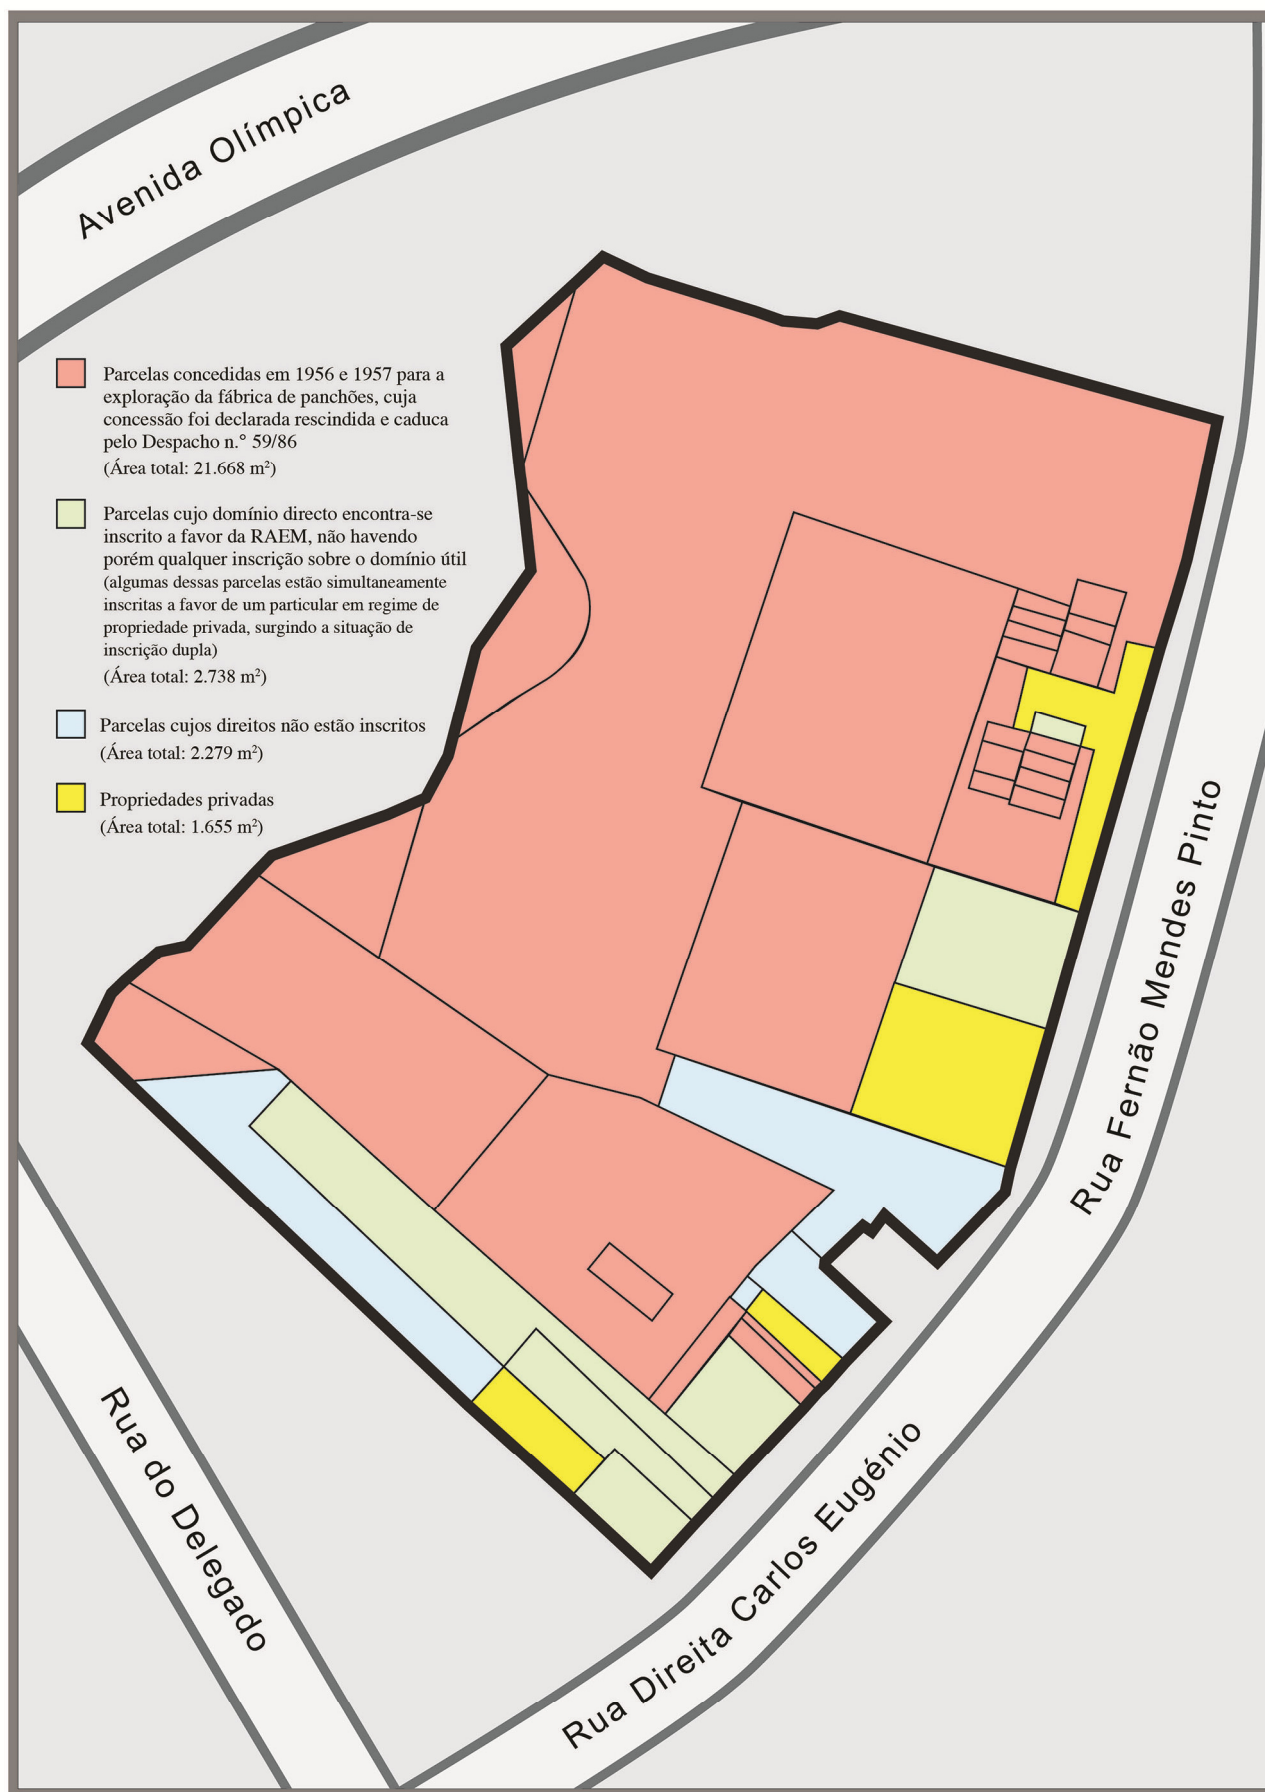 Avenida Olímpica
Parcelas concedidas em 1956 e 1957 para a
exploração da fábrica de panchões, cuja
concessão foi declarada rescindida e caduca
pelo Despacho n.° 59/86
(Área total: 21.668 m²)
Parcelas cujo domínio directo encontra-se
inscrito a favor da RAEM, não havendo
porém qualquer inscrição sobre o domínio útil
(algumas dessas parcelas estão simultaneamente
inscritas a favor de um particular em regime de
propriedade privada, surgindo a situação de
inscrição dupla)
(Área total: 2.738 m²)
Parcelas cujos direitos não estão inscritos
(Área total: 2.279 m²)
Propriedades privadas
(Área total: 1.655 m²)
Rua Fernão Mendes Pinto
Rua do Delegado
Rua Direita Carlos Eugénio